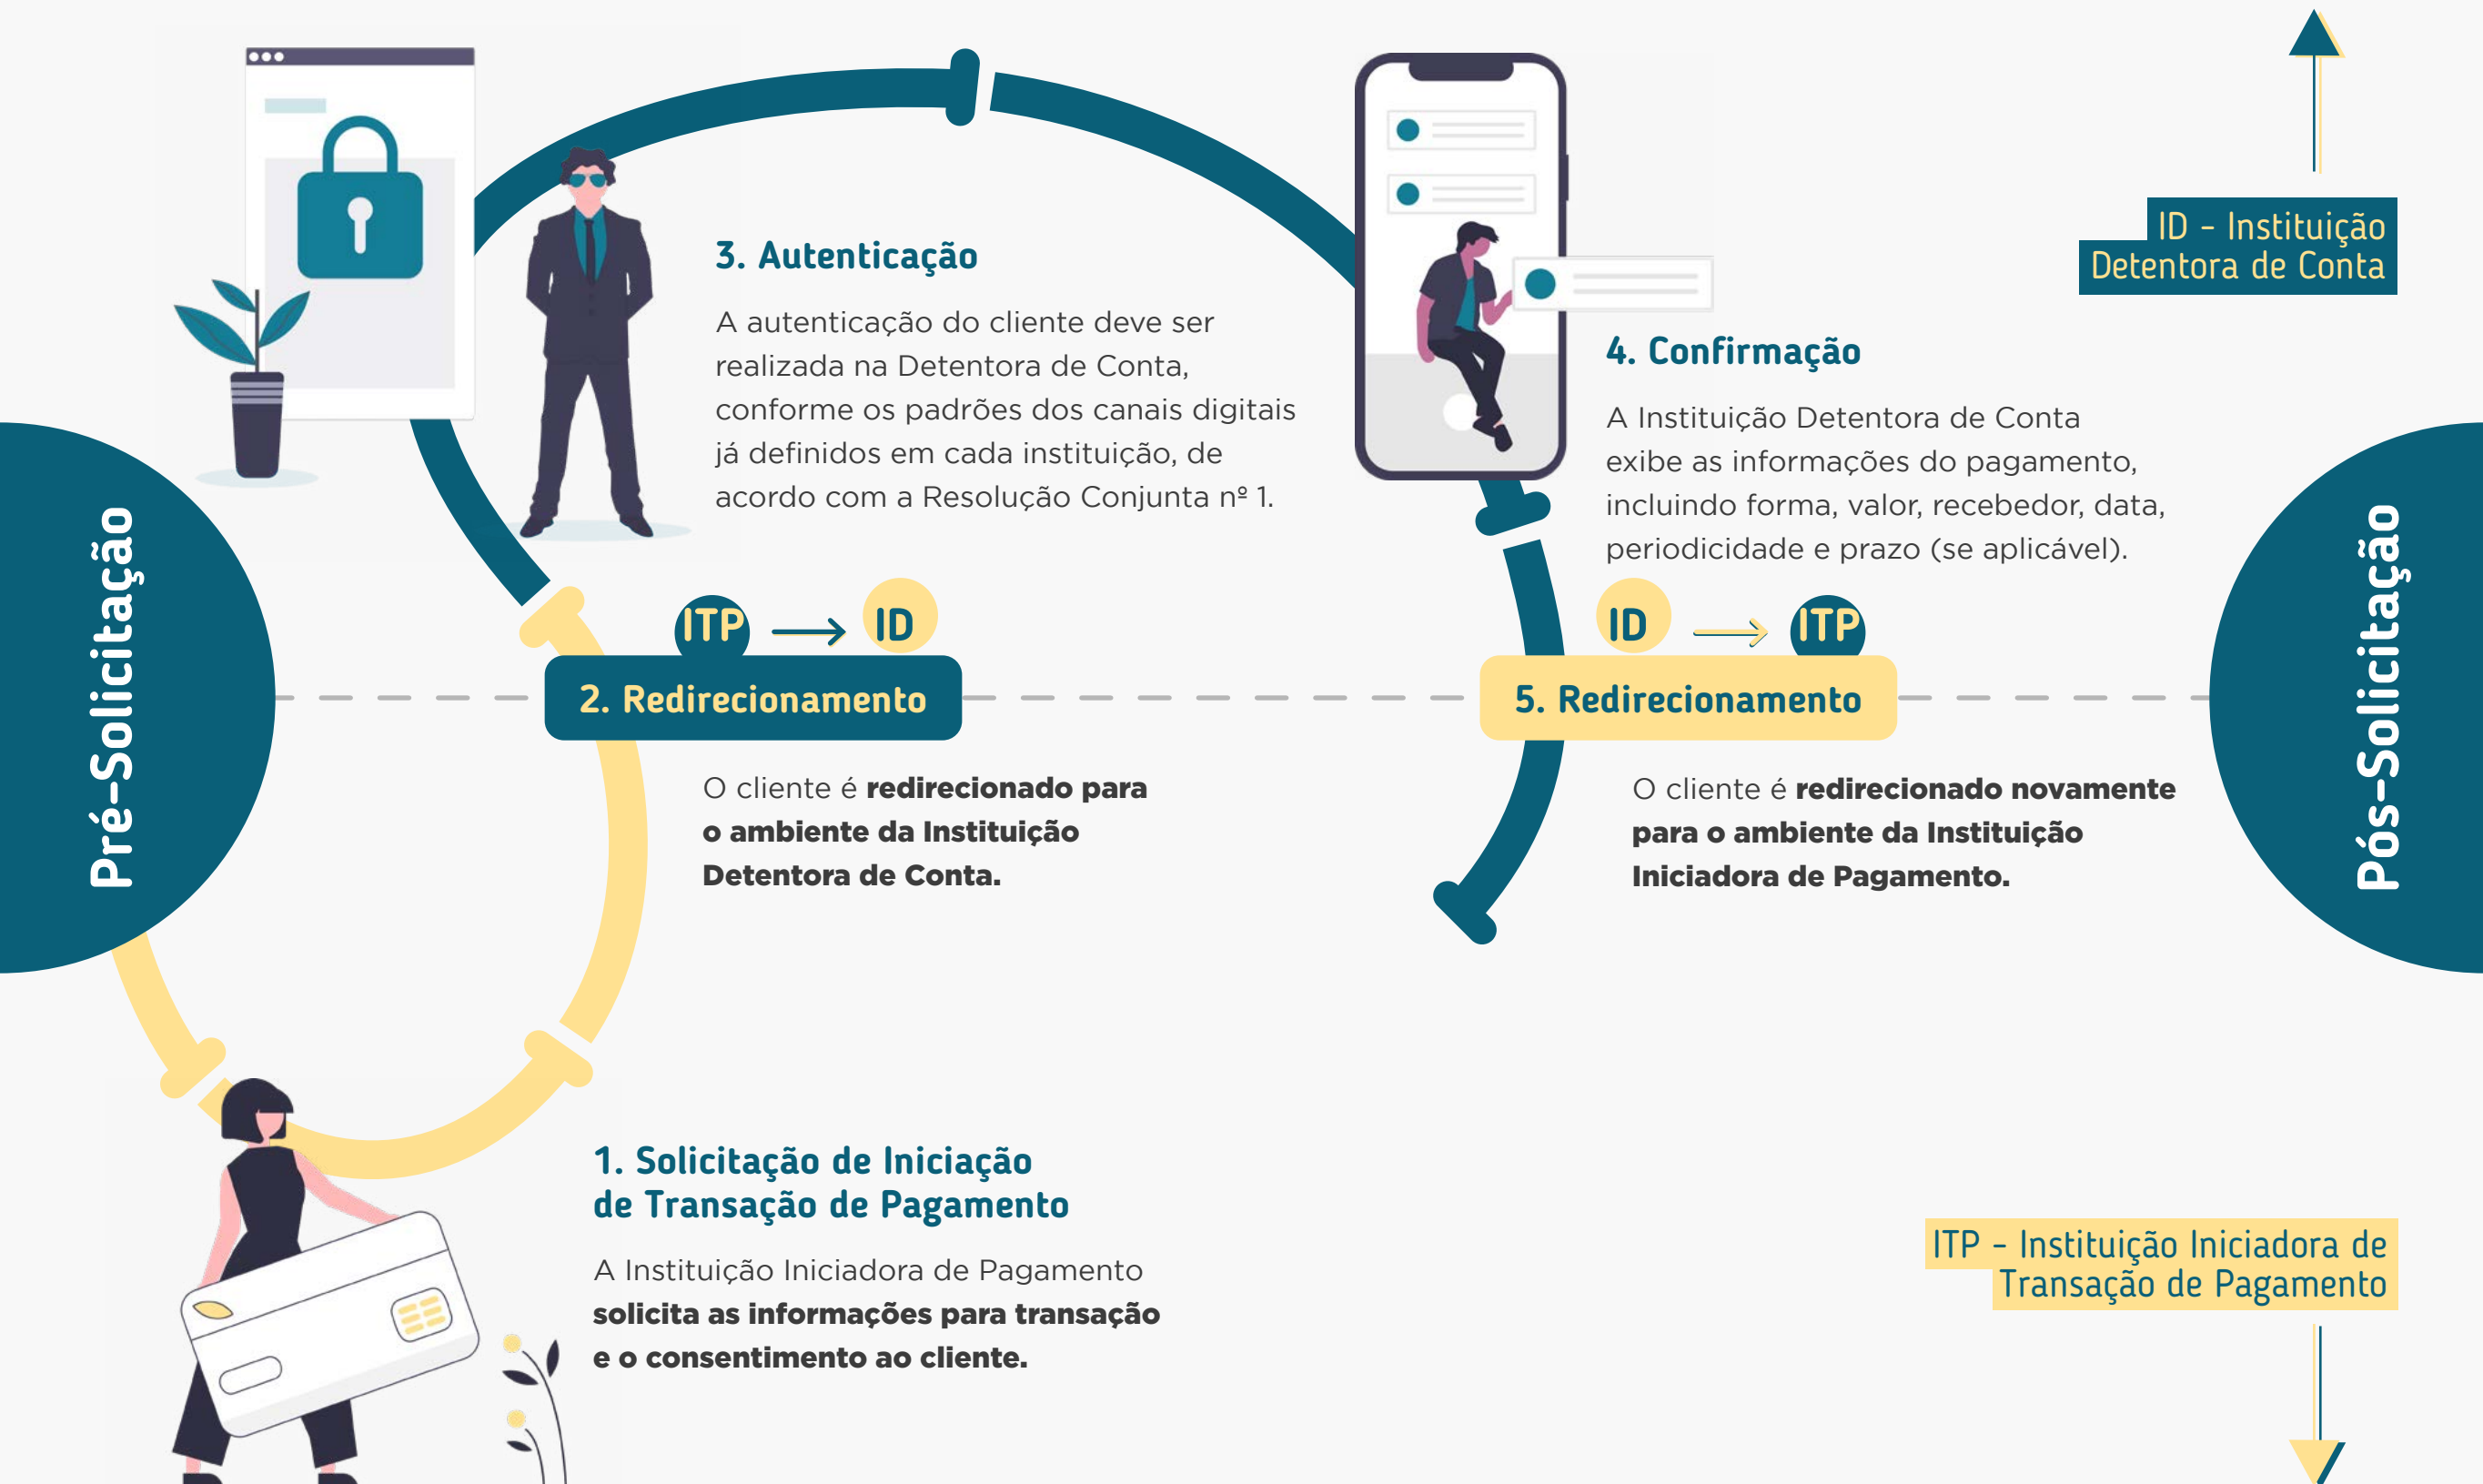 Pré-Solicitação
1. Solicitação de Iniciação
de Transação de Pagamento
A Instituição Iniciadora de Pagamento
solicita as informações para transação
e o consentimento ao cliente.
ITP
ID
2. Redirecionamento
O cliente é redirecionado para
o ambiente da Instituição
Detentora de Conta.
3. Autenticação
A autenticação do cliente deve ser
realizada na Detentora de Conta,
conforme os padrões dos canais digitais
já definidos em cada instituição, de
acordo com a Resolução Conjunta nº 1.
4. Confirmação
A Instituição Detentora de Conta
exibe as informações do pagamento,
incluindo forma, valor, recebedor, data,
periodicidade e prazo (se aplicável).
ID
ITP
5. Redirecionamento
O cliente é redirecionado novamente
para o ambiente da Instituição
Iniciadora de Pagamento.
ID - Instituição
Detentora de Conta
ITP - Instituição Iniciadora de
Transação de Pagamento
Pós-Solicitação